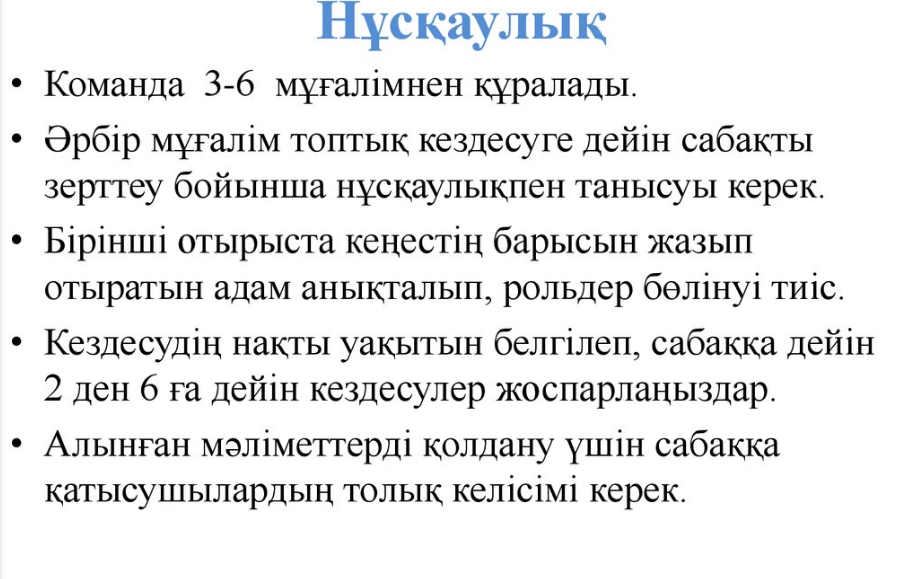 Нұсқаулық
• Команда 3-6 мұғалімнен құралады.
• Әрбір мұғалім топтық кездесуге дейін сабақты
зерттеу бойынша нұсқаулықпен танысуы керек.
• Бірінші отырыста кеңестің барысын жазып
отыратын адам анықталып, рольдер бөлінуі тиіс.
• Кездесудің нақты уақытын белгілеп, сабаққа дейін
2 ден 6 ға дейін кездесулер жоспарлаңыздар.
• Алынған мәліметтерді қолдану үшін сабаққа
қатысушылардың толық келісімі керек.